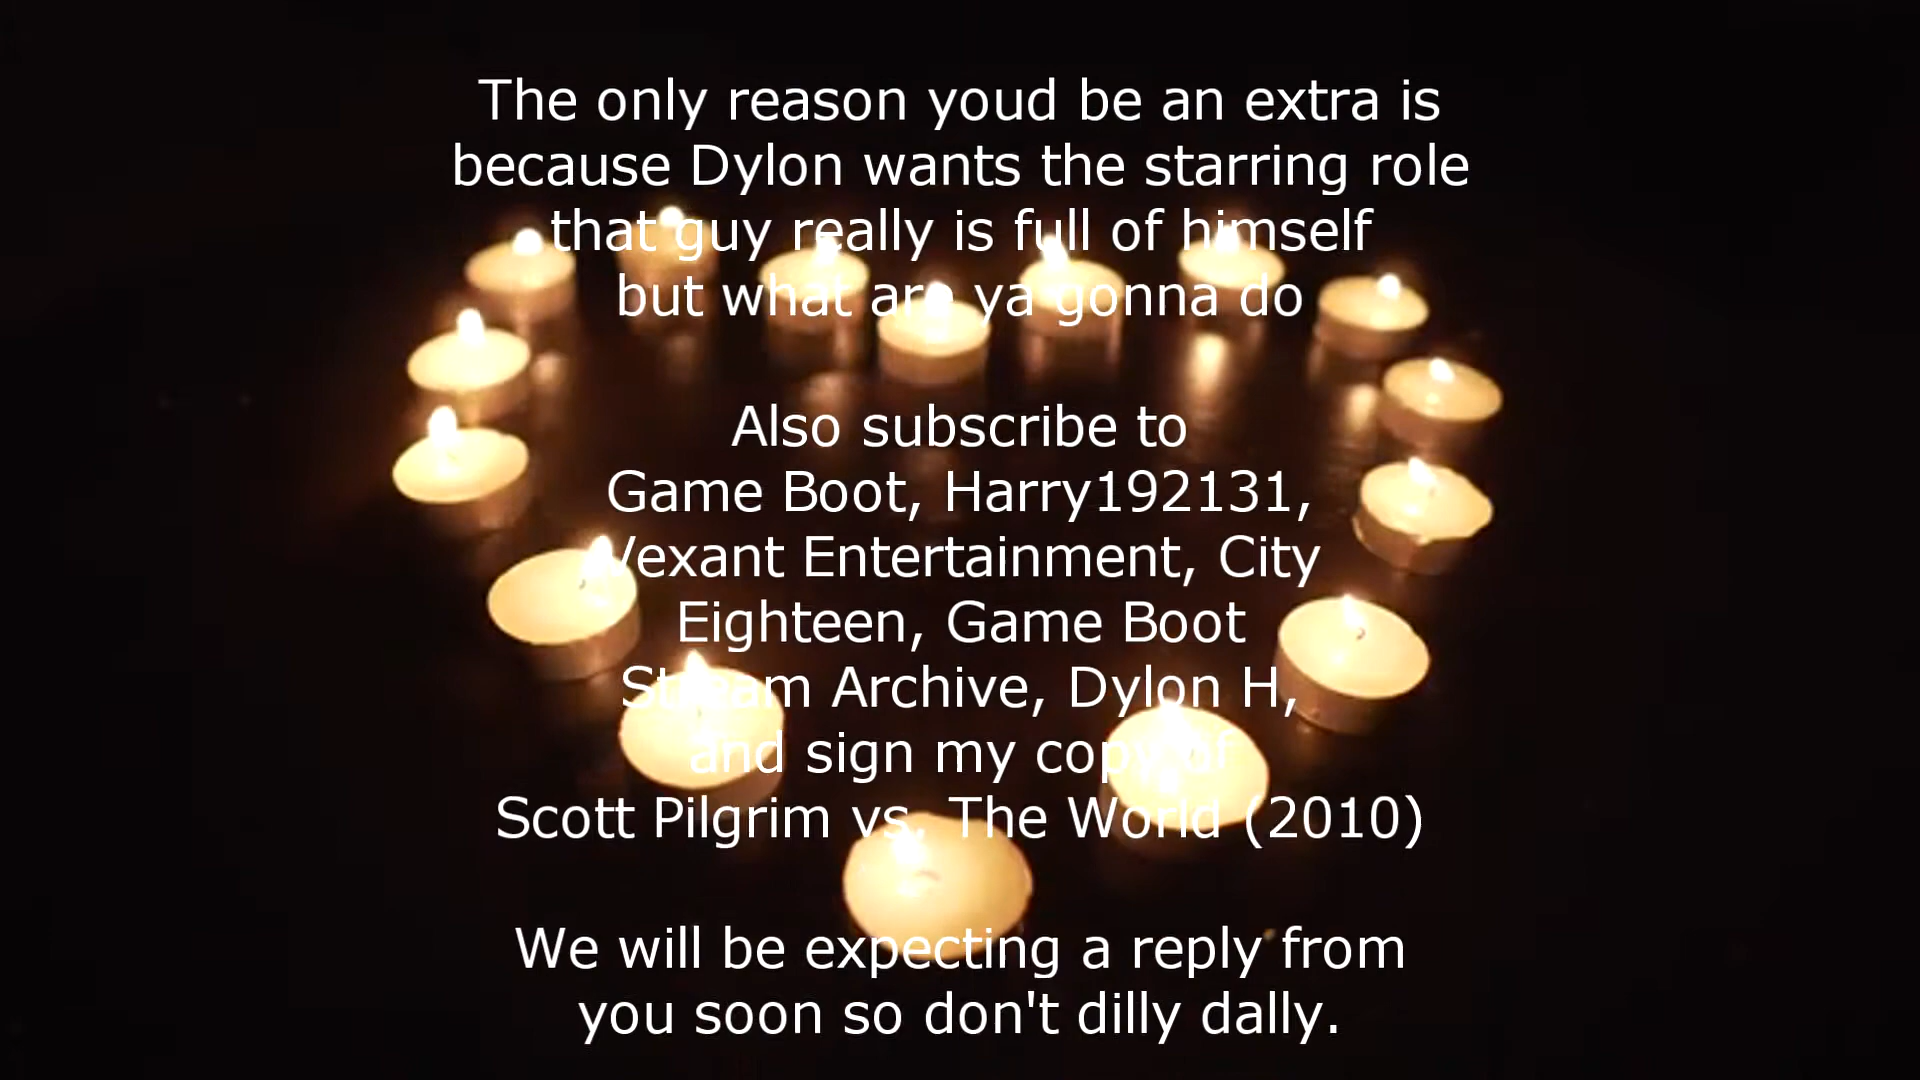 The only reason youd be an extra is
because Dylon wants the starring role
that guy really is full of himself
but what are ya gonna do
Also subscribe to
Game Boot, Harry192131,
Vexant Entertainment, City
Eighteen, Game Boot
Stream Archive, Dylon H,
and sign my copy of
Scott Pilgrim vs. The World (2010)
We will be expecting a reply from
you soon so don't dilly dally.